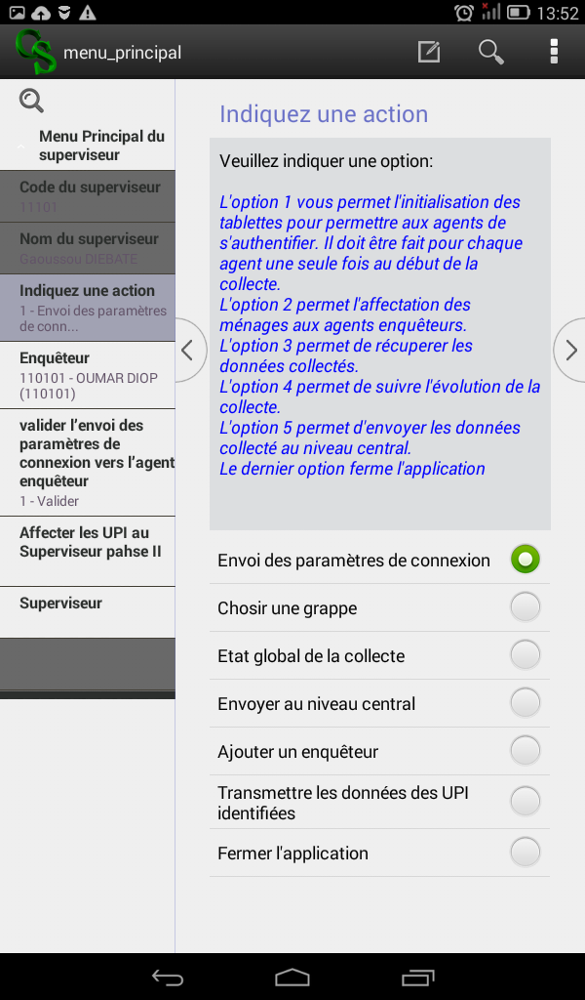 13:52
CS
menu_principal
Menu Principal du
superviseur
Code du superviseur
11101
Nom du superviseur
Gaoussou DIEBATE
Indiquez une action
1 - Envoi des paramètres
de conn...
Enquêteur
110101 - OUMAR DIOP
(110101)
valider l'envoi des
paramètres de
connexion vers l'agent
enquêteur
1 - Valider
Affecter les UPI au
Superviseur pahse II
Superviseur
Indiquez une action
Veuillez indiquer une option:
L'option 1 vous permet l'initialisation des
tablettes pour permettre aux agents de
s'authentifier. Il doit être fait pour chaque
agent une seule fois au début de la
collecte.
L'option 2 permet l'affectation des
ménages aux agents enquêteurs.
L'option 3 permet de récuperer les
données collectés.
L'option 4 permet de suivre l'évolution de la
collecte.
L'option 5 permet d'envoyer les données
collecté au niveau central.
Le dernier option ferme l'application
Envoi des paramètres de connexion
Chosir une grappe
Etat global de la collecte
Envoyer au niveau central
Ajouter un enquêteur
Transmettre les données des UPI
identifiées
Fermer l'application